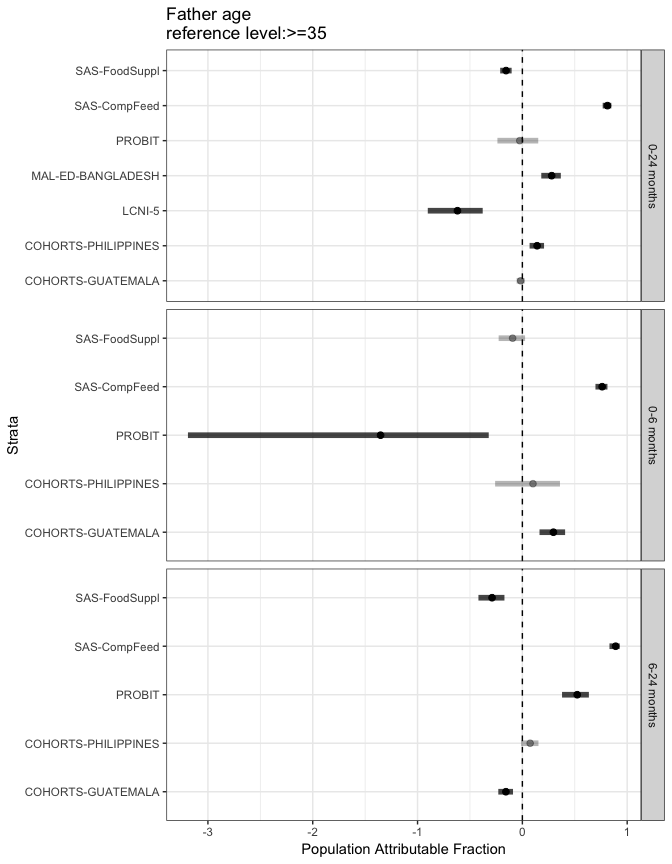 Father age
reference level:>=35
SAS-FoodSuppl
SAS-CompFeed
PROBIT
MAL-ED-BANGLADESH
LCNI-5
COHORTS-PHILIPPINES
COHORTS-GUATEMALA
0-24 months
SAS-FoodSuppl
SAS-CompFeed
PROBIT
COHORTS-PHILIPPINES
COHORTS-GUATEMALA
0-6 months
Strata
SAS-FoodSuppl
SAS-CompFeed
PROBIT
COHORTS-PHILIPPINES
COHORTS-GUATEMALA
6-24 months
-3 -2 -1 0 1
Population Attributable Fraction